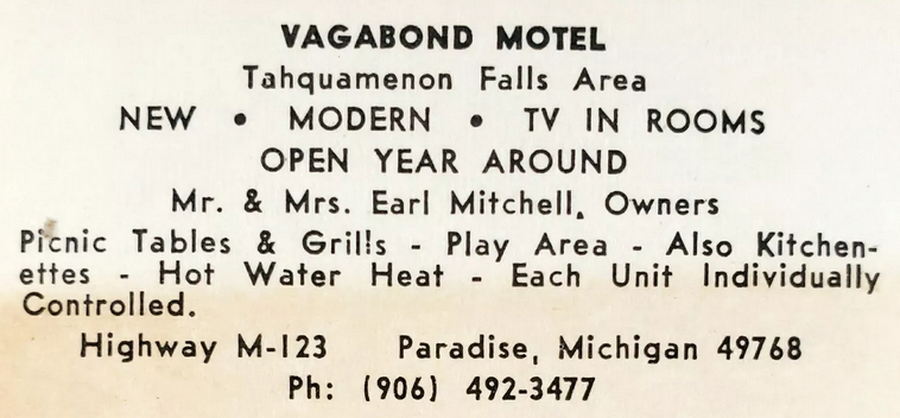 VAGABOND MOTEL
Tahquamenon Falls Area
NEW • MODERN • TV IN ROOMS
OPEN YEAR AROUND
Mr. & Mrs. Earl Mitchell, Owners
Picnic Tables & Grills - Play Area - Also Kitchen-
ettes - Hot Water Heat - Each Unit Individually
Controlled.
Highway M-123 Paradise, Michigan 49768
Ph: (906) 492-3477